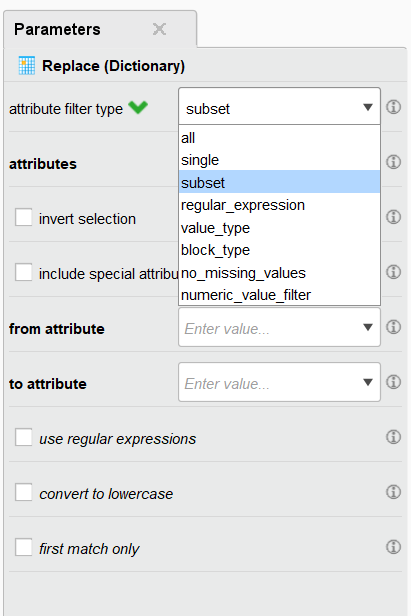 Parameters
Replace (Dictionary)
attribute filter type
subset
all
single
subset
regular_expression
value_type
block_type
no_missing_values
numeric_value_filter
attributes
invert selection
include special attribu
from attribute
Enter value...
to attribute
Enter value...
use regular expressions
convert to lowercase
first match only